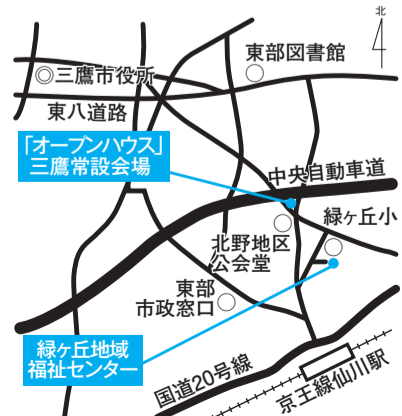 北
東部図書館
三鷹市役所
東八道路
「オープンハウス」
三鷹常設会場
中央自動車道
緑ヶ丘小
北野地区
公会堂
東部
市政窓口
緑ヶ丘地域
福祉センター
国道20号線
京王線仙川駅